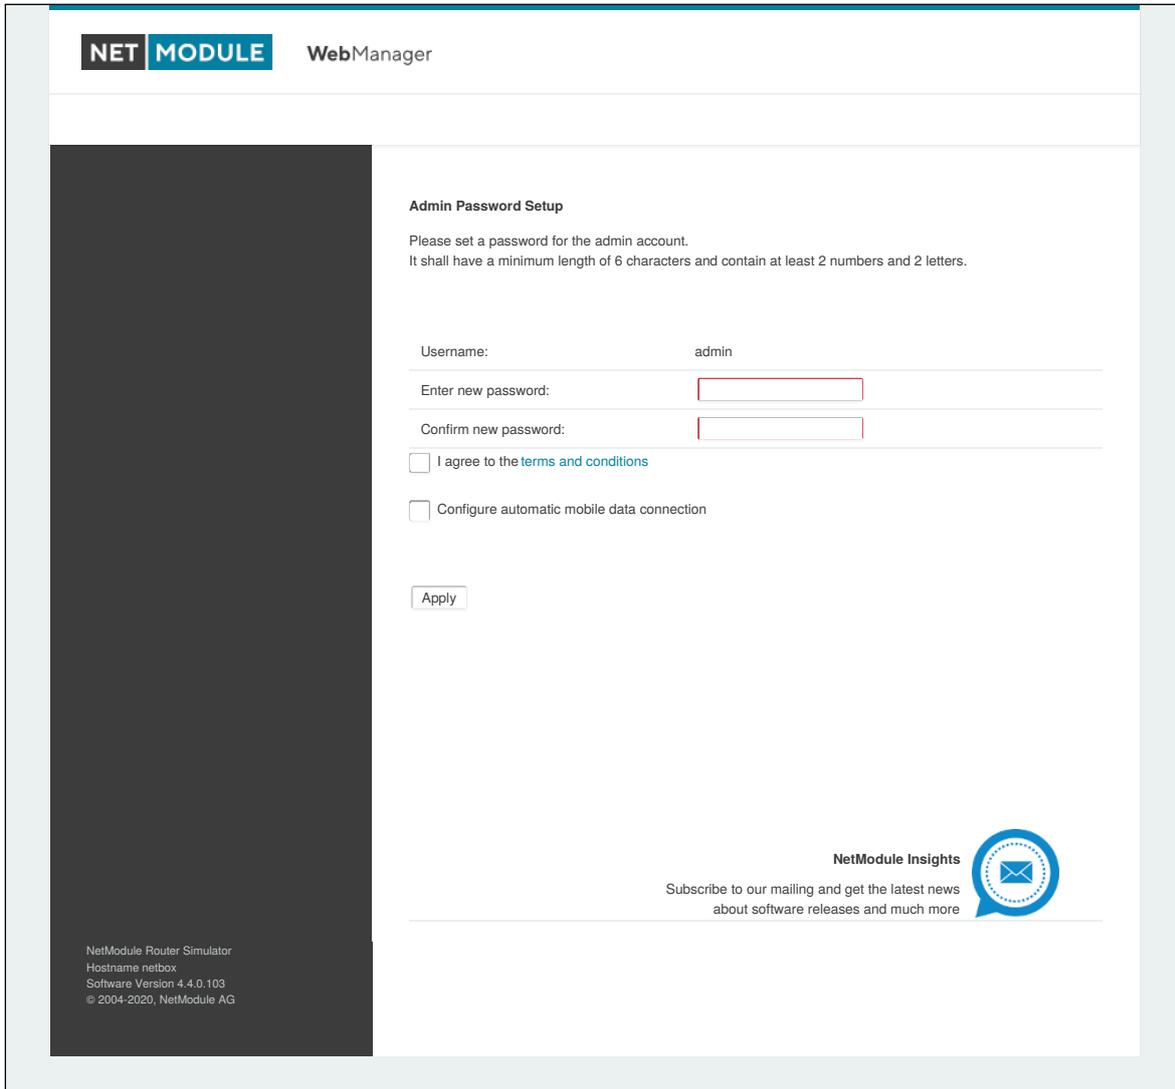 NET MODULE WebManager
Admin Password Setup
Please set a password for the admin account.
It shall have a minimum length of 6 characters and contain at least 2 numbers and 2 letters.
Username: admin
Enter new password:
Confirm new password:
I agree to the terms and conditions
Configure automatic mobile data connection
Apply
NetModule Insights
Subscribe to our mailing and get the latest news
about software releases and much more
NetModule Router Simulator
Hostname netbox
Software Version 4.4.0.103
© 2004-2020, NetModule AG